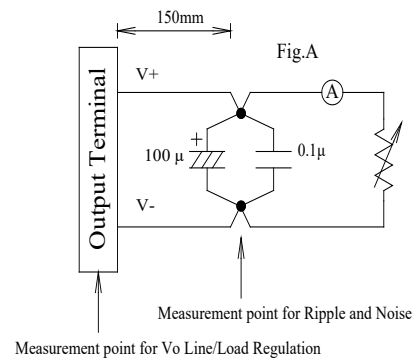 150mm
Fig.A
V+
A
Output Terminal
+
100 μ
0.1μ
V-
Measurement point for Ripple and Noise
Measurement point for Vo Line/Load Regulation